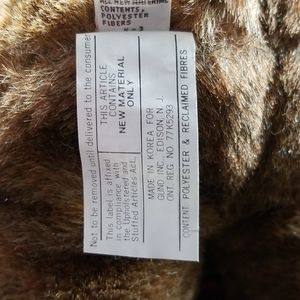 ALL NEW MATERIAL
CONTENTS,
POLYESTER
FIBERS
Not to be removed until delivered to the consumer
This label is affixed
in compliance with
the Upholstered and
Stuffed Articles Act.
THIS ARTICLE
CONTAINS
NEW MATERIAL
ONLY
MADE IN KOREA FOR
GUND INC. EDISON, N. J.
ONT. REG. NO. 77K5293
CONTENT: POLYESTER & RECLAIMED FIBRES